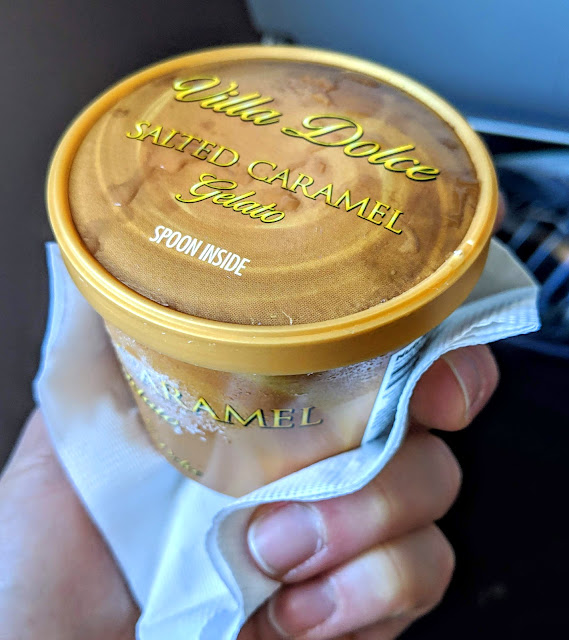 Villa Dolce
SALTED CARAMEL
Gelato
SPOON INSIDE
CARAMEL